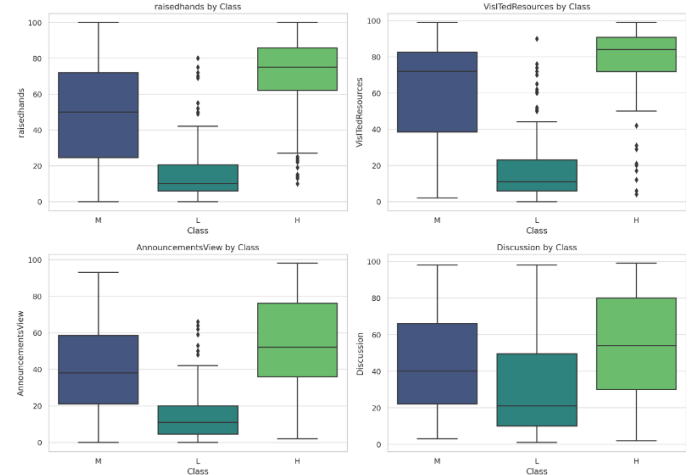 raisedhands by Class
100
80
60
40
20
0
raisedhands
M L H
Class
VisITedResources by Class
100
80
60
40
20
0
VisITedResources
M L H
Class
AnnouncementsView by Class
100
80
60
40
20
0
AnnouncementsView
M L H
Class
Discussion by Class
100
80
60
40
20
0
Discussion
M L H
Class